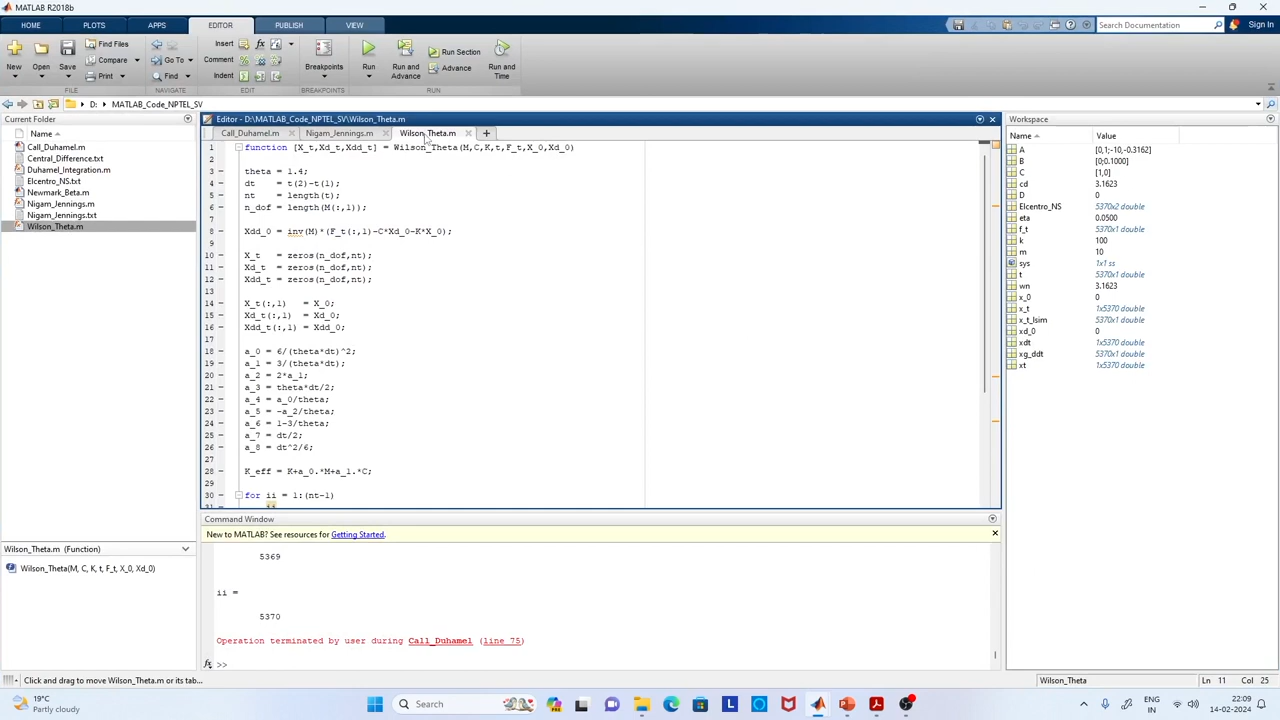 MATLAB R2018b
HOME PLOTS APPS EDITOR PUBLISH VIEW Search Documentation Sign In
New Open Save Find Files Compare Print Go To Find Insert Comment Indent Breakpoints Run Run and Advance Run Section Advance Run and Time
FILE NAVIGATE EDIT BREAKPOINTS RUN
D: MATLAB_Code_NPTEL_SV
Current Folder
Name
Call_Duhamel.m
Central_Difference.txt
Duhamel_Integration.m
Elcentro_NS.txt
Newmark_Beta.m
Nigam_Jennings.m
Nigam_Jennings.txt
Wilson_Theta.m
Wilson_Theta.m (Function)
Wilson_Theta(M, C, K, t, F_t, X_0, Xd_0)
Editor - D:\MATLAB_Code_NPTEL_SV\Wilson_Theta.m
Call_Duhamel.m Nigam_Jennings.m Wilson_Theta.m
1 function [X_t,Xd_t,Xdd_t] = Wilson_Theta(M,C,K,t,F_t,X_0,Xd_0)
2
3 theta = 1.4;
4 dt = t(2)-t(1);
5 nt = length(t);
6 n_dof = length(M(:,1));
7
8 Xdd_0 = inv(M)*(F_t(:,1)-C*Xd_0-K*X_0);
9
10 X_t = zeros(n_dof,nt);
11 Xd_t = zeros(n_dof,nt);
12 Xdd_t = zeros(n_dof,nt);
13
14 X_t(:,1) = X_0;
15 Xd_t(:,1) = Xd_0;
16 Xdd_t(:,1) = Xdd_0;
17
18 a_0 = 6/(theta*dt)^2;
19 a_1 = 3/(theta*dt);
20 a_2 = 2*a_1;
21 a_3 = theta*dt/2;
22 a_4 = a_0/theta;
23 a_5 = -a_2/theta;
24 a_6 = 1-3/theta;
25 a_7 = dt/2;
26 a_8 = dt^2/6;
27
28 K_eff = K+a_0.*M+a_1.*C;
29
30 for ii = 1:(nt-1)
31 ii
Command Window
New to MATLAB? See resources for Getting Started.
5369
ii =
5370
Operation terminated by user during Call_Duhamel (line 75)
fx >>
Workspace
Name Value
A [0,1;-10,-0.3162]
B [0;0.1000]
C [1,0]
cd 3.1623
D 0
Elcentro_NS 5370x2 double
eta 0.0500
f_t 5370x1 double
k 100
m 10
sys 1x1 ss
t 5370x1 double
wn 3.1623
x_0 0
x_t 1x5370 double
x_t_lsim 5370x1 double
xd_0 0
xdt 1x5370 double
xg_ddt 5370x1 double
xt 1x5370 double
Click and drag to move Wilson_Theta.m or its tab... Wilson_Theta Ln 11 Col 25
19°C
Partly cloudy
Search
ENG
IN
22:09
14-02-2024